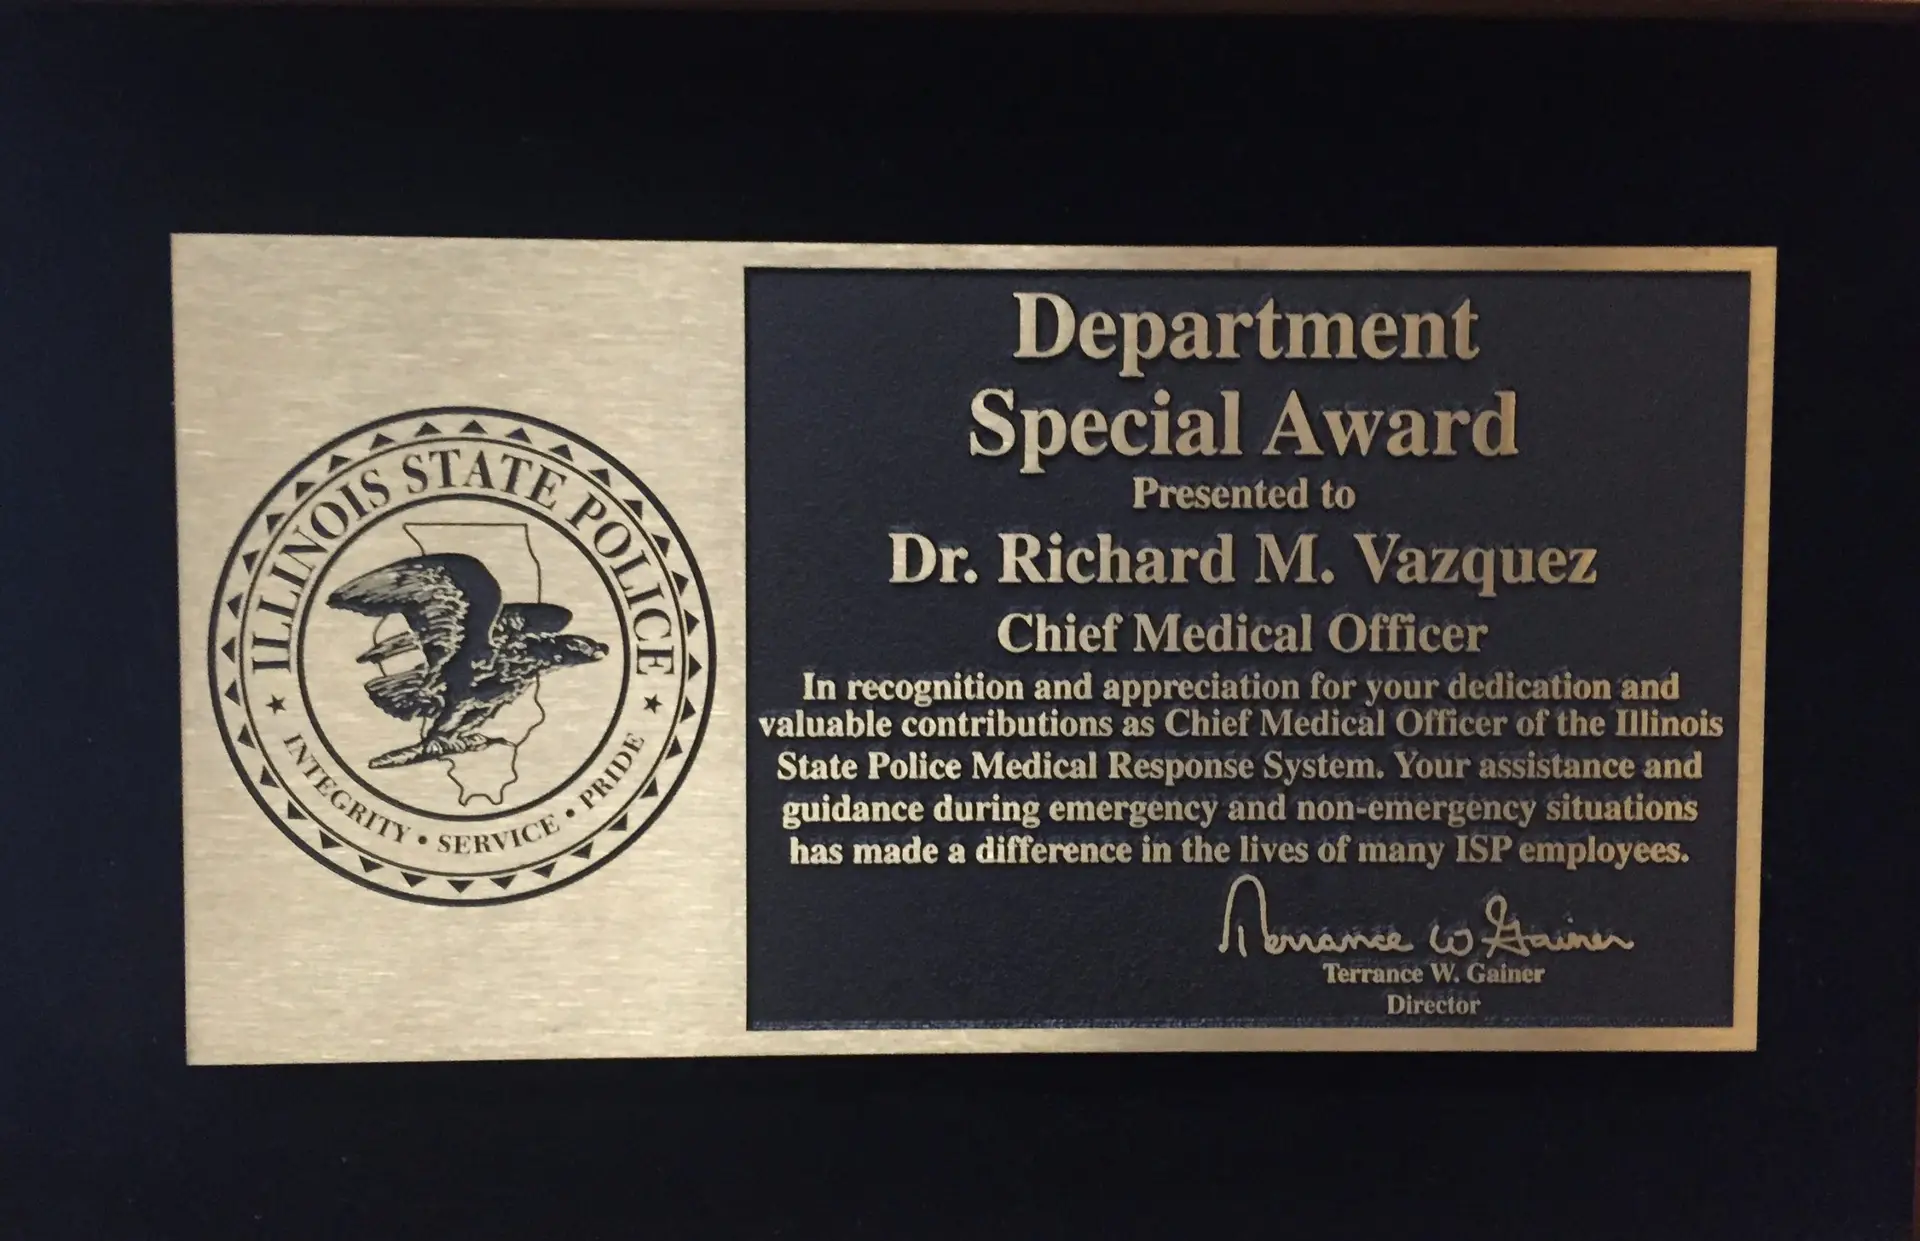 ILLINOIS STATE POLICE
INTEGRITY • SERVICE • PRIDE
Department
Special Award
Presented to
Dr. Richard M. Vazquez
Chief Medical Officer
In recognition and appreciation for your dedication and
valuable contributions as Chief Medical Officer of the Illinois
State Police Medical Response System. Your assistance and
guidance during emergency and non-emergency situations
has made a difference in the lives of many ISP employees.
Terrance W Gainer
Terrance W. Gainer
Director